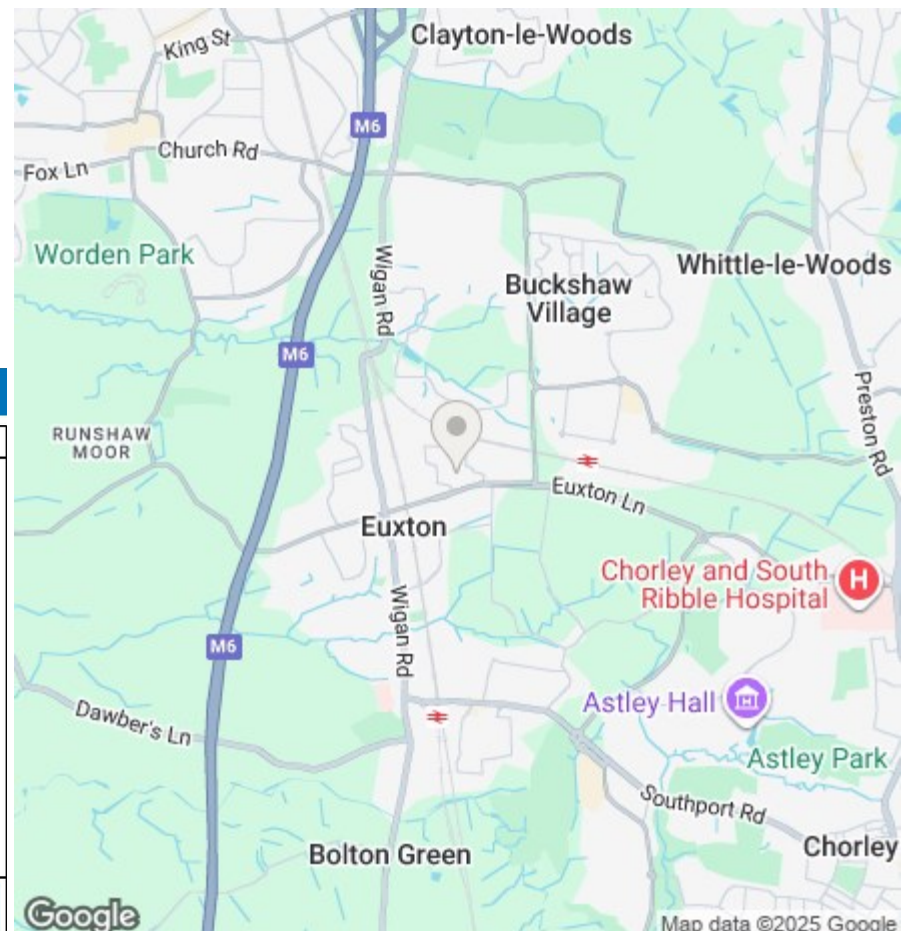 Clayton-le-Woods
King St
M6
Church Rd
Fox Ln
Worden Park
Wigan Rd
Whittle-le-Woods
Buckshaw
Village
M6
Preston Rd
RUNSHAW
MOOR
Euxton Ln
Euxton
Chorley and South
Ribble Hospital
H
Wigan Rd
M6
Astley Hall
Dawber's Ln
Astley Park
Southport Rd
Chorley
Bolton Green
Google
Map data ©2025 Google